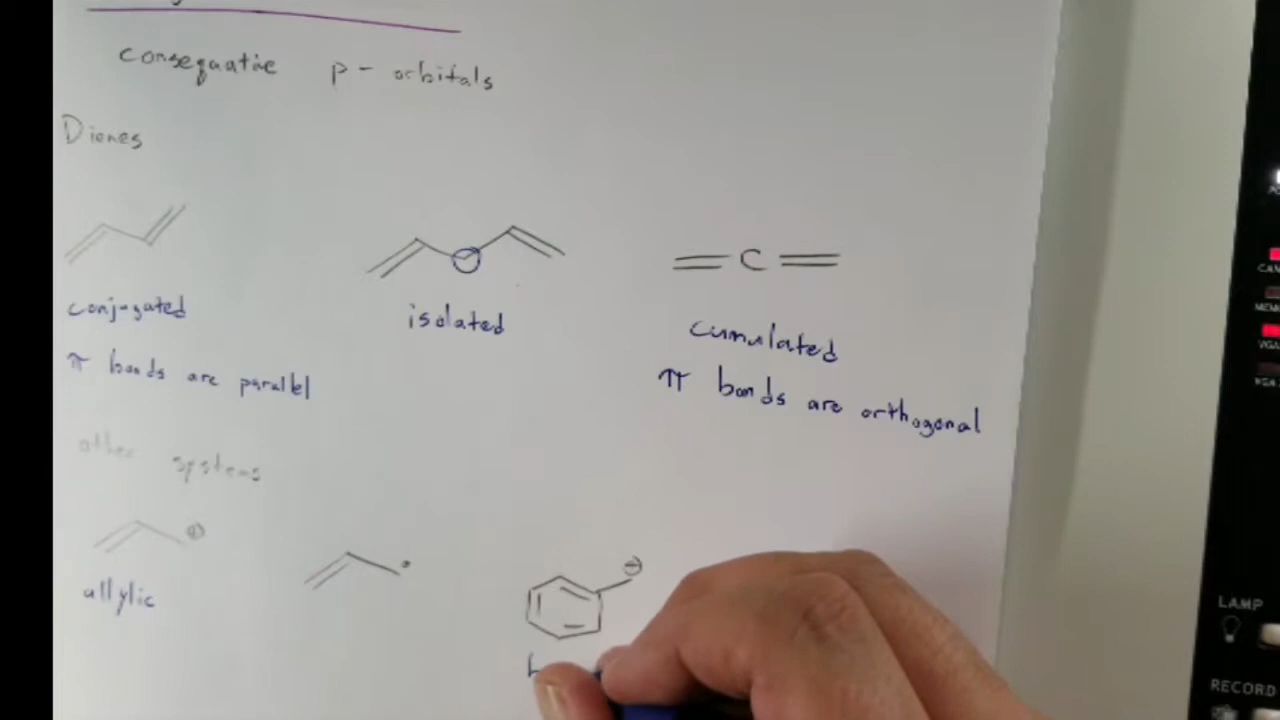 consequative p-orbitals
Dienes
C
conjugated
isolated
cumulated
π bonds are parallel
π bonds are orthogonal
other systems
allylic
LAMP
RECORD